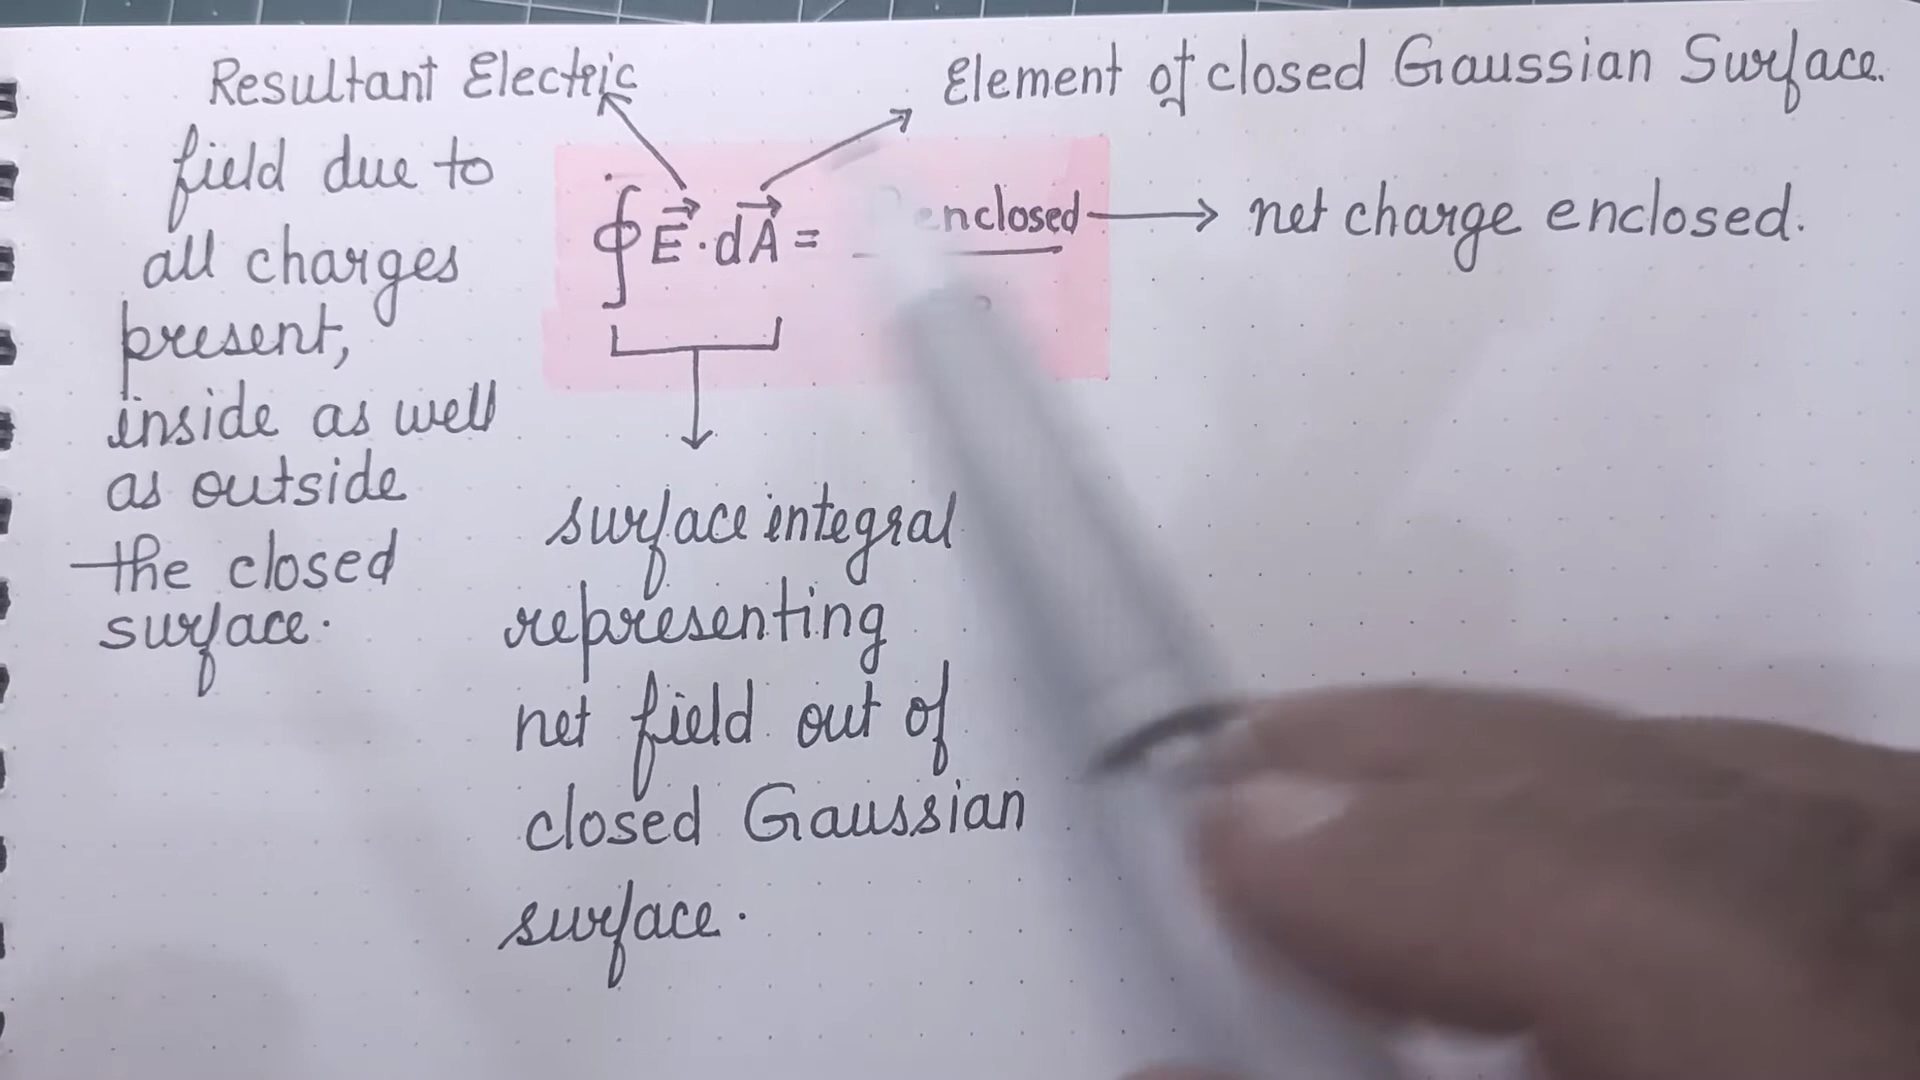 Resultant Electric
field due to
all charges
present,
inside as well
as outside
the closed
surface.
Element of closed Gaussian Surface.
∮ E⃗ · dA⃗ = enclosed → net charge enclosed.
surface integral
representing
net field out of
closed Gaussian
surface.